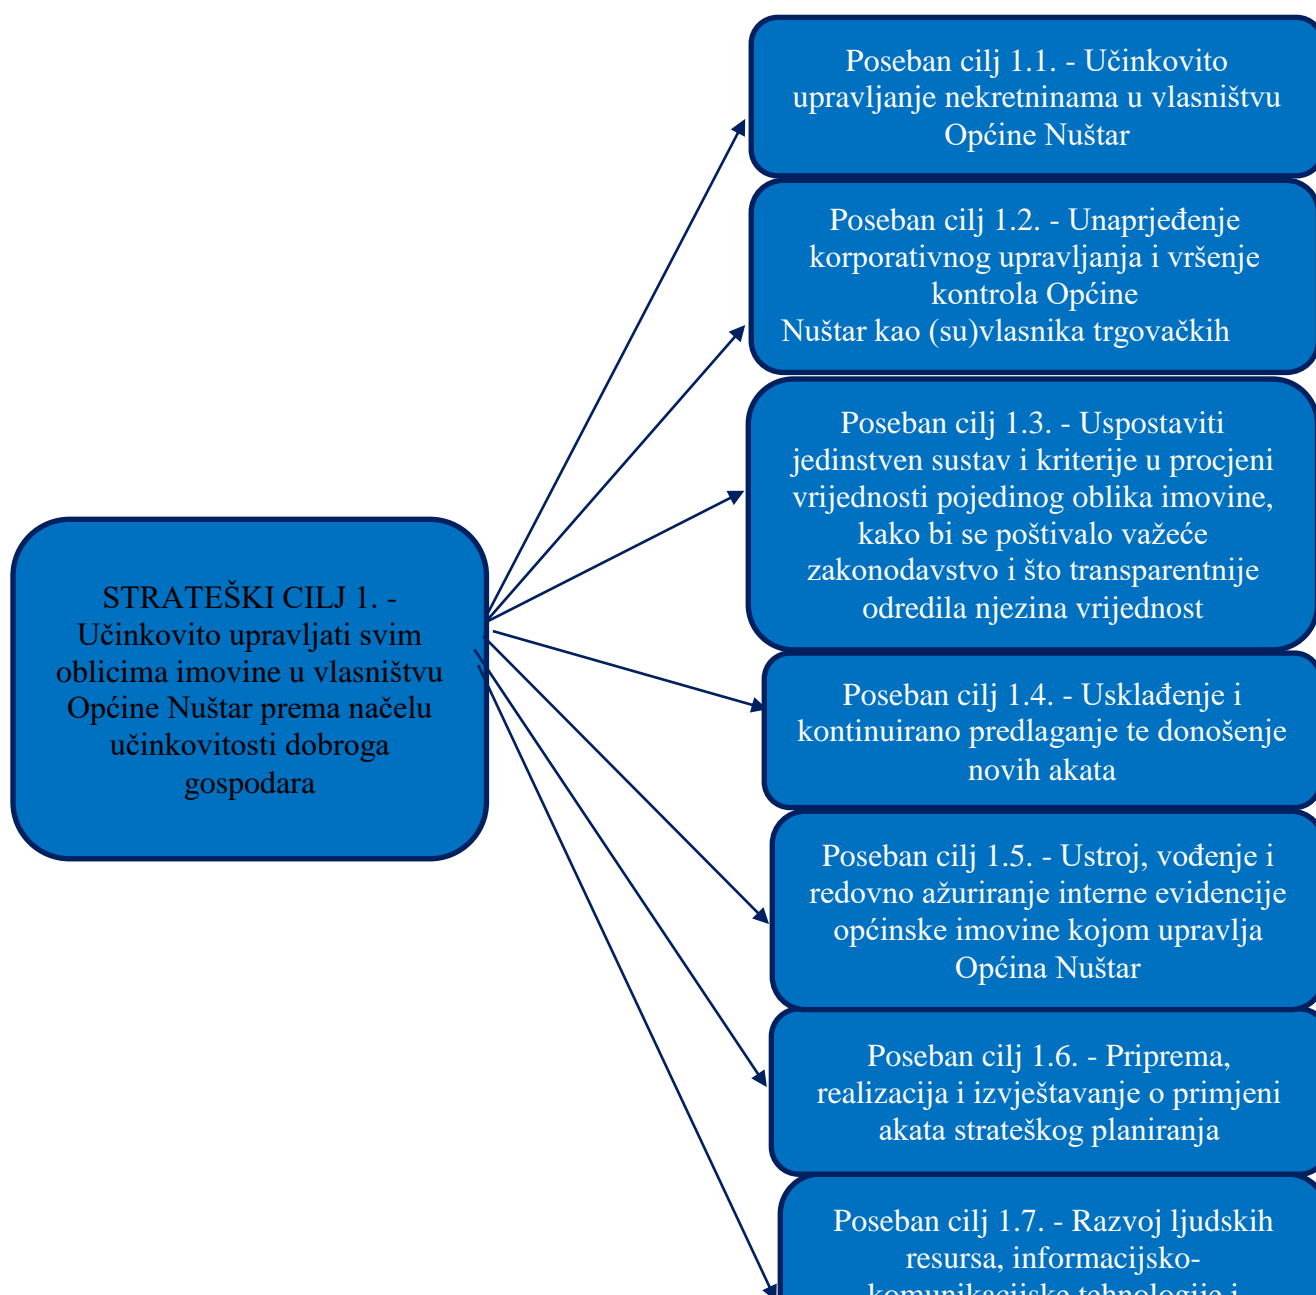 Poseban cilj 1.1. - Učinkovito
upravljanje nekretninama u vlasništvu
Općine Nuštar
Poseban cilj 1.2. - Unaprjeđenje
korporativnog upravljanja i vršenje
kontrola Općine
Nuštar kao (su)vlasnika trgovačkih
Poseban cilj 1.3. - Uspostaviti
jedinstven sustav i kriterije u procjeni
vrijednosti pojedinog oblika imovine,
kako bi se poštivalo važeće
zakonodavstvo i što transparentnije
odredila njezina vrijednost
STRATEŠKI CILJ 1. -
Učinkovito upravljati svim
oblicima imovine u vlasništvu
Općine Nuštar prema načelu
učinkovitosti dobroga
gospodara
Poseban cilj 1.4. - Usklađenje i
kontinuirano predlaganje te donošenje
novih akata
Poseban cilj 1.5. - Ustroj, vođenje i
redovno ažuriranje interne evidencije
općinske imovine kojom upravlja
Općina Nuštar
Poseban cilj 1.6. - Priprema,
realizacija i izvještavanje o primjeni
akata strateškog planiranja
Poseban cilj 1.7. - Razvoj ljudskih
resursa, informacijsko-
komunikacijske tehnologije i